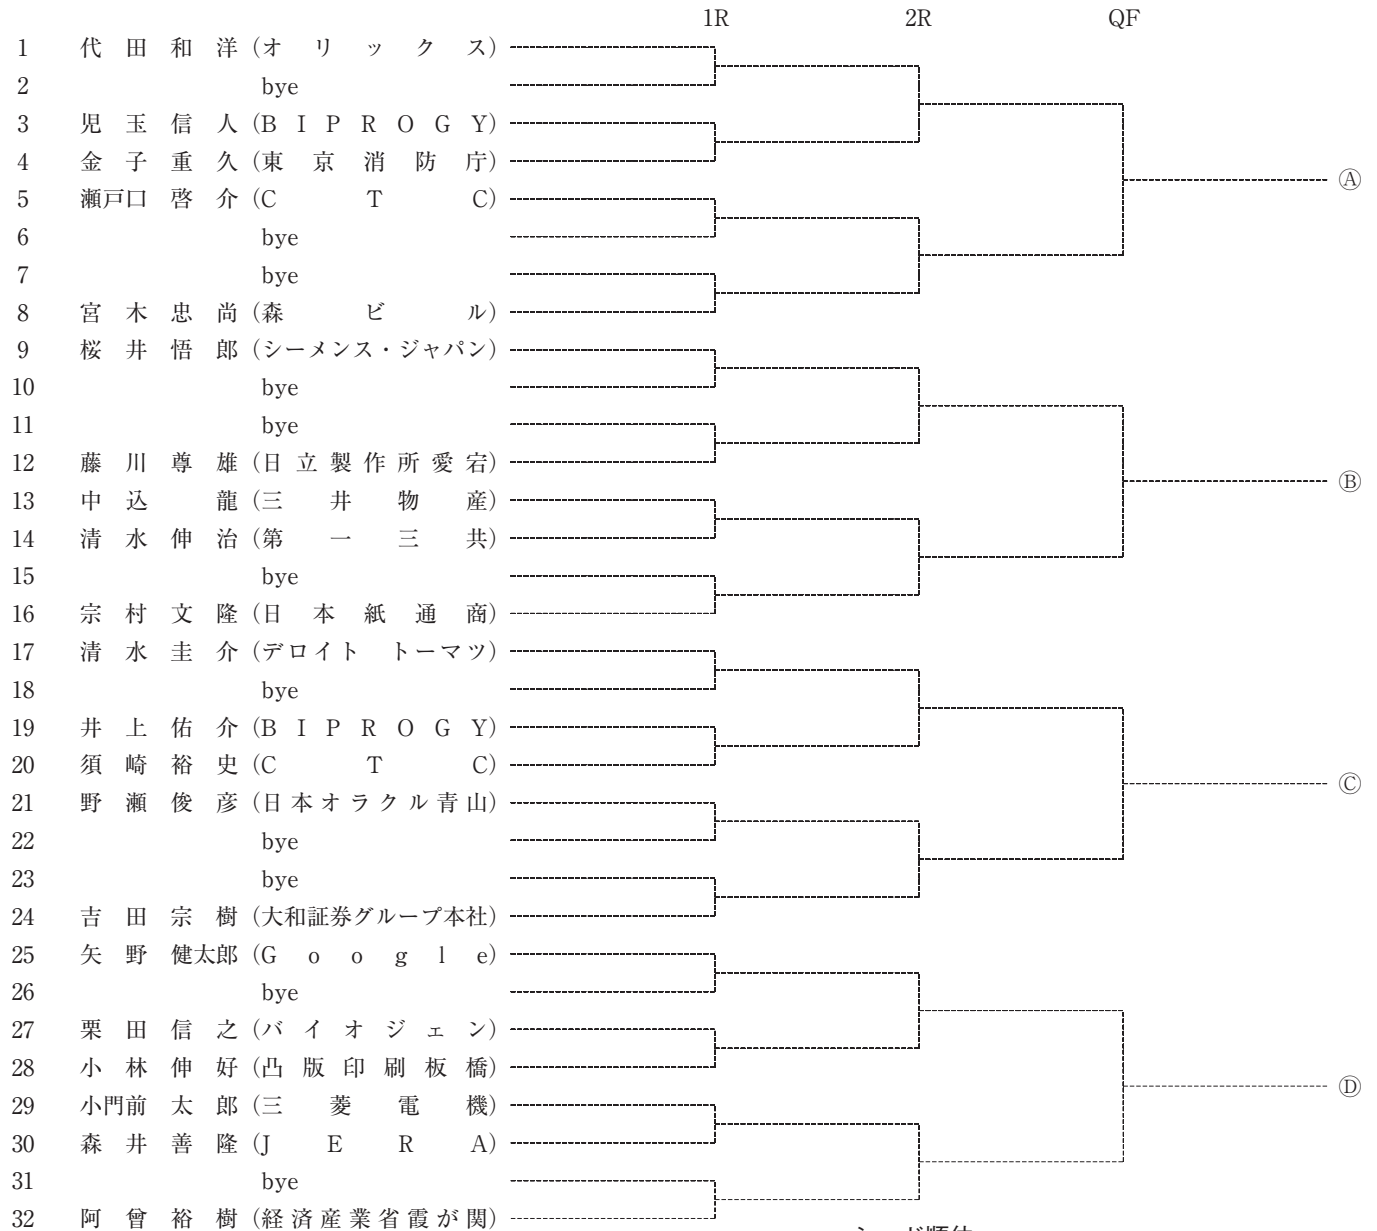 1R 2R QF
1 代田和洋(オリックス)
2 bye
3 児玉信人(BIPROGY)
4 金子重久(東京消防庁)
Ⓐ
5 瀬戸口啓介(CTC)
6 bye
7 bye
8 宮木忠尚(森ビル)
9 桜井悟郎(シーメンス・ジャパン)
10 bye
11 bye
12 藤川尊雄(日立製作所愛宕)
Ⓑ
13 中込龍(三井物産)
14 清水伸治(第一三共)
15 bye
16 宗村文隆(日本紙通商)
17 清水圭介(デロイト トーマツ)
18 bye
19 井上佑介(BIPROGY)
20 須崎裕史(CTC)
Ⓒ
21 野瀬俊彦(日本オラクル青山)
22 bye
23 bye
24 吉田宗樹(大和証券グループ本社)
25 矢野健太郎(Google)
26 bye
27 栗田信之(バイオジェン)
28 小林伸好(凸版印刷板橋)
Ⓓ
29 小門前太郎(三菱電機)
30 森井善隆(JERA)
31 bye
32 阿曾裕樹(経済産業省霞が関)